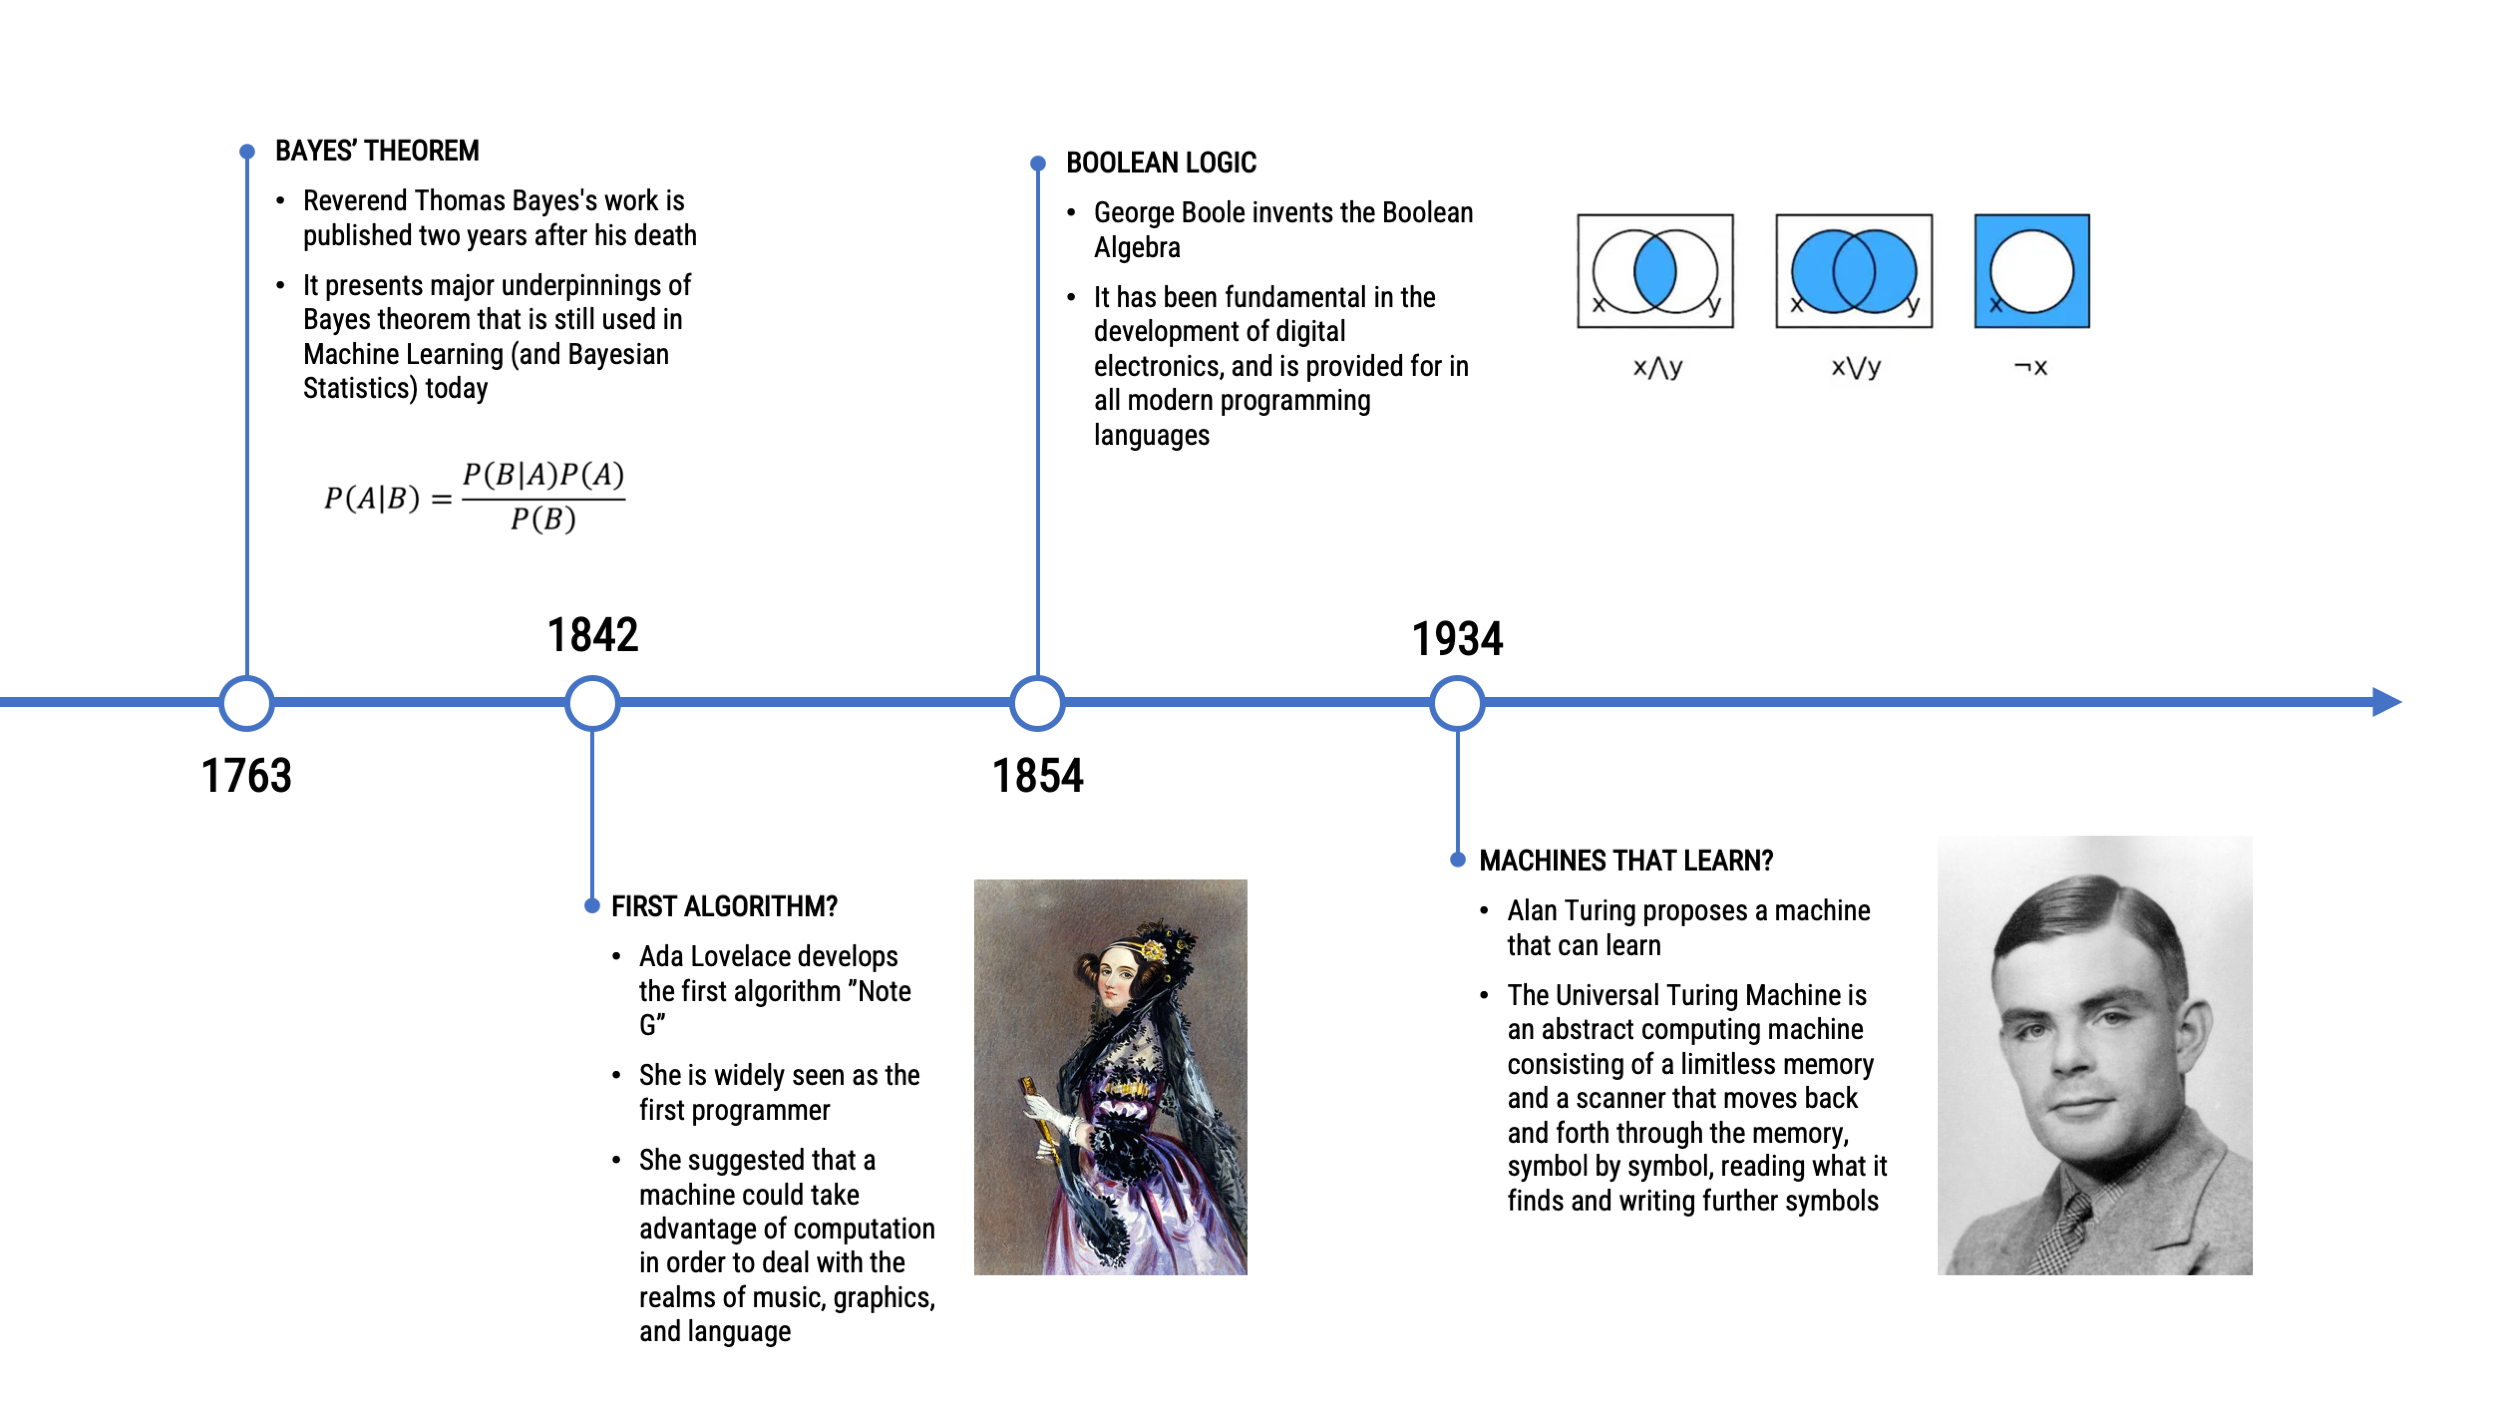 BAYES’ THEOREM
• Reverend Thomas Bayes's work is
published two years after his death
• It presents major underpinnings of
Bayes theorem that is still used in
Machine Learning (and Bayesian
Statistics) today
P(A|B) = P(B|A)P(A) / P(B)
BOOLEAN LOGIC
• George Boole invents the Boolean
Algebra
• It has been fundamental in the
development of digital
electronics, and is provided for in
all modern programming
languages
x y x y x
x⋀y x⋁y ¬x
1842
1934
1763
1854
FIRST ALGORITHM?
• Ada Lovelace develops
the first algorithm ”Note
G”
• She is widely seen as the
first programmer
• She suggested that a
machine could take
advantage of computation
in order to deal with the
realms of music, graphics,
and language
MACHINES THAT LEARN?
• Alan Turing proposes a machine
that can learn
• The Universal Turing Machine is
an abstract computing machine
consisting of a limitless memory
and a scanner that moves back
and forth through the memory,
symbol by symbol, reading what it
finds and writing further symbols